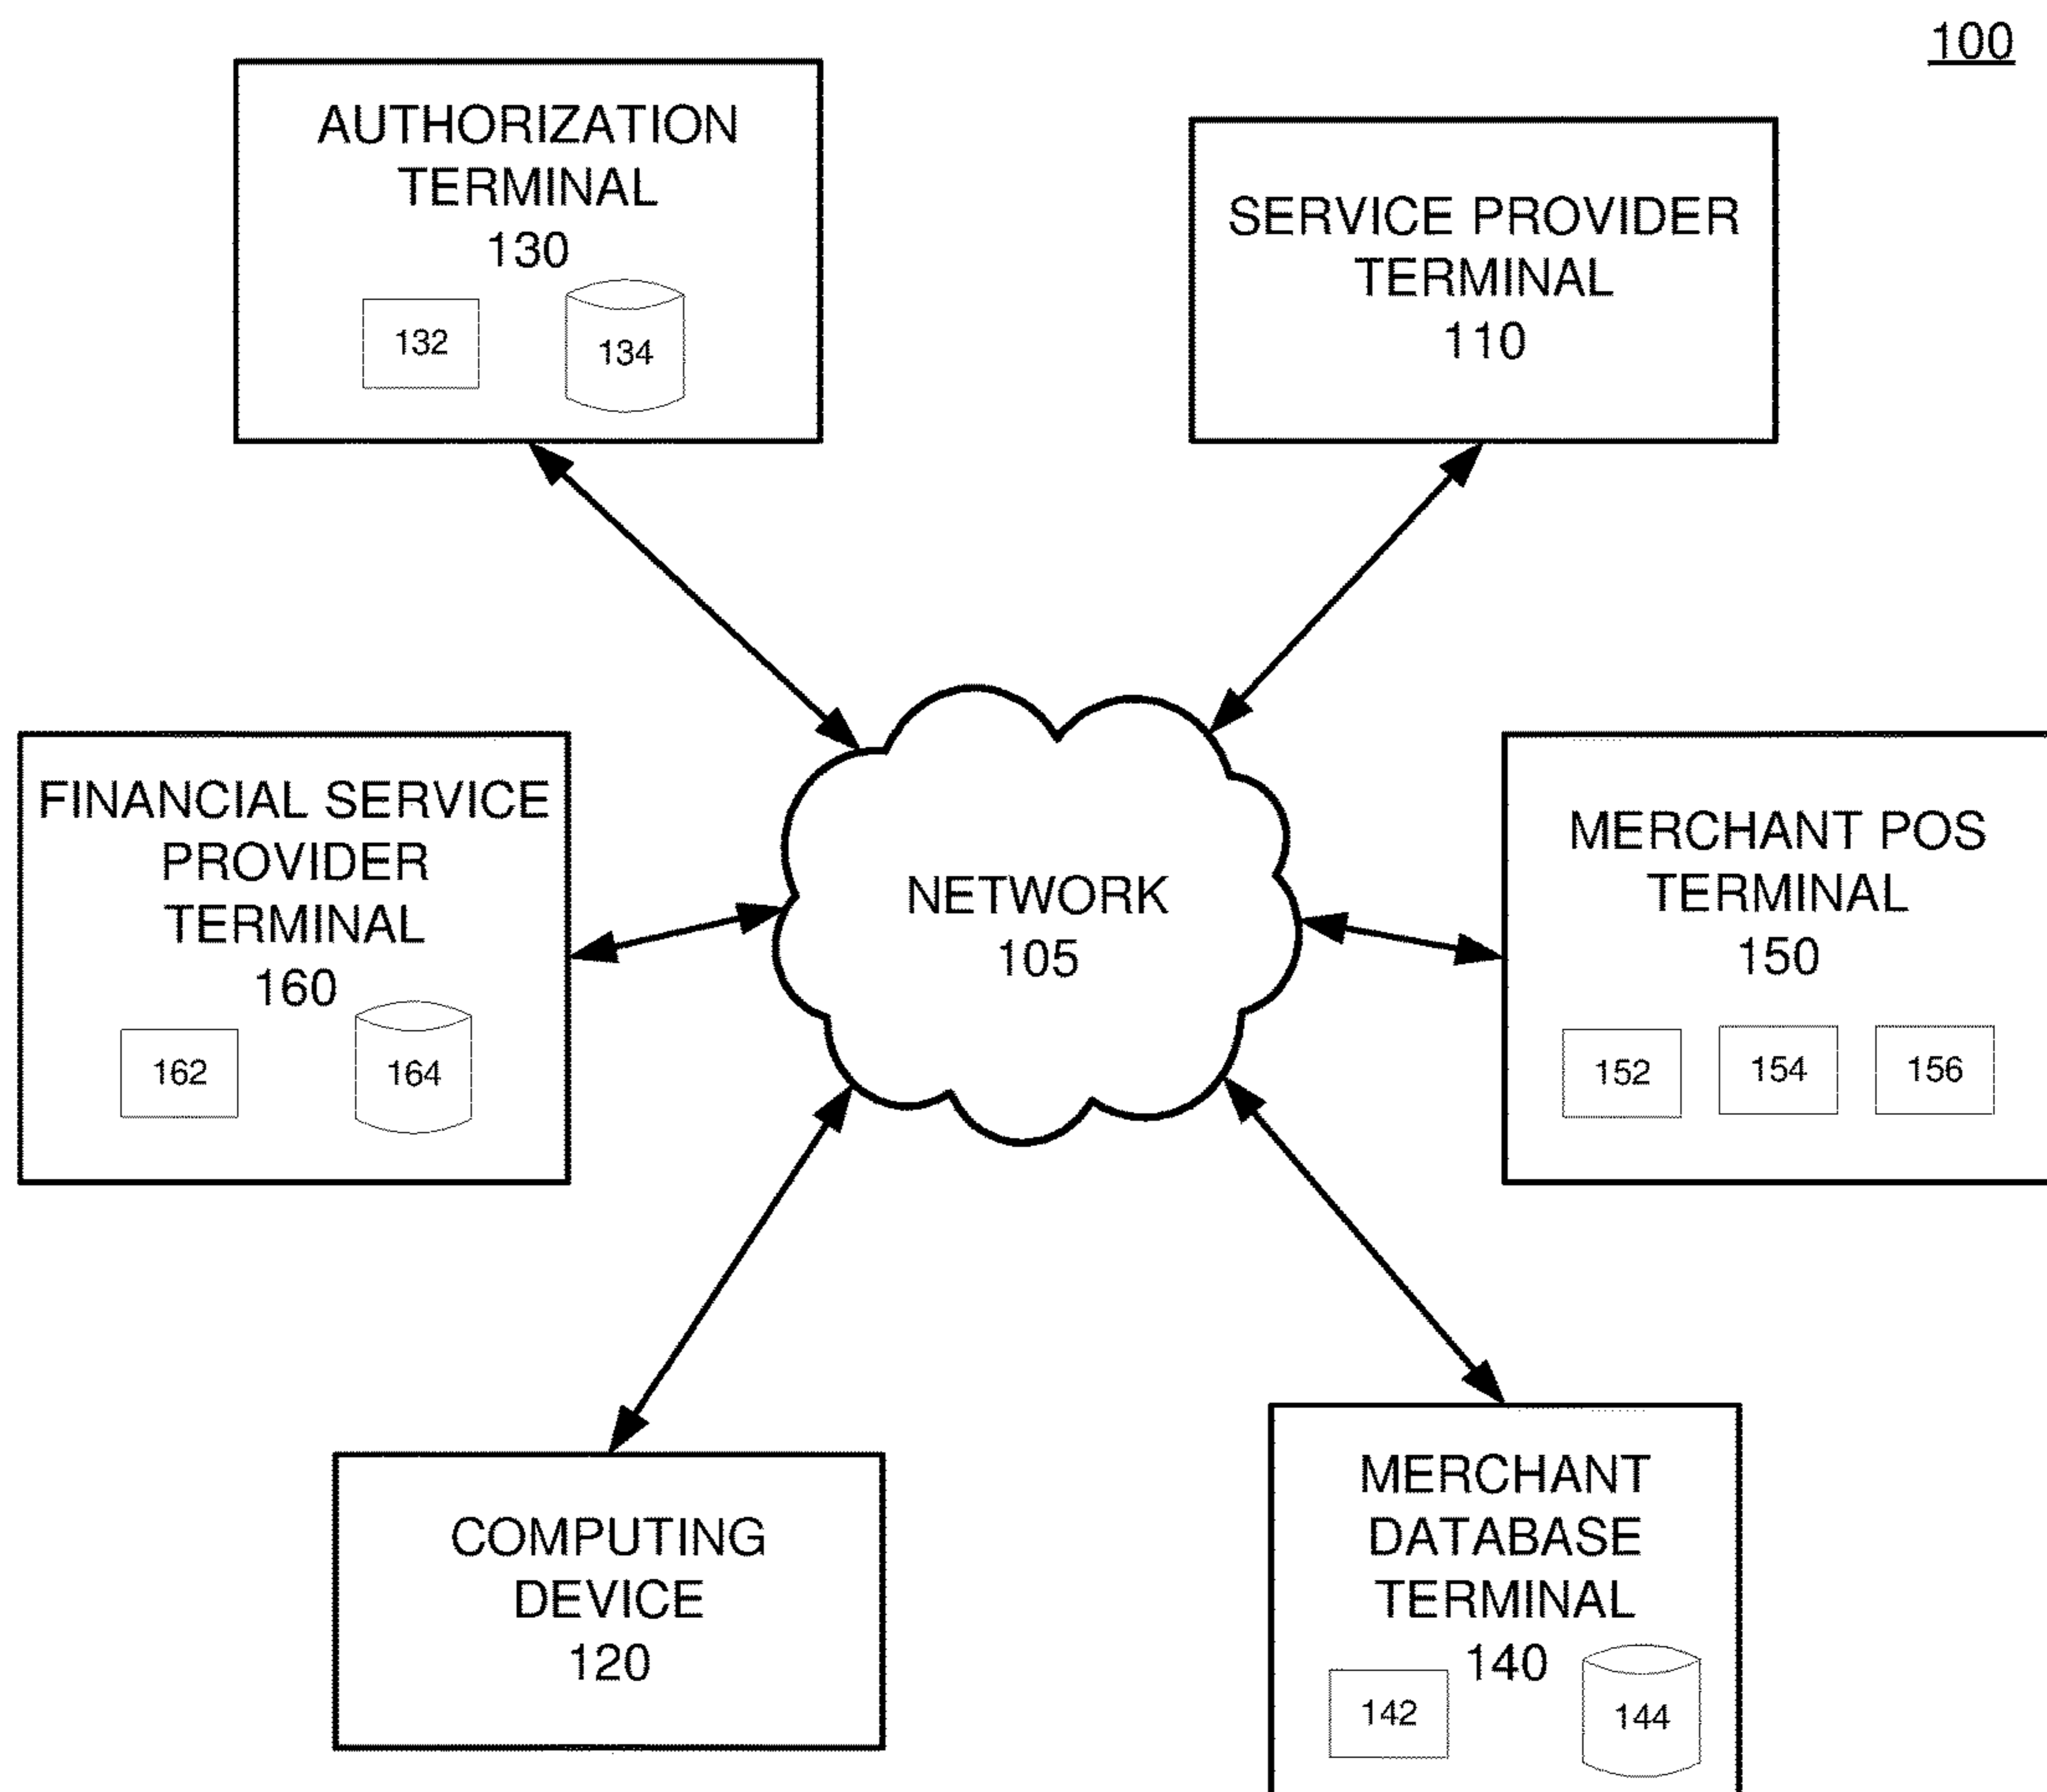 100
AUTHORIZATION
TERMINAL
130
132
134
SERVICE PROVIDER
TERMINAL
110
FINANCIAL SERVICE
PROVIDER
TERMINAL
160
162
164
NETWORK
105
MERCHANT POS
TERMINAL
150
152
154
156
COMPUTING
DEVICE
120
MERCHANT
DATABASE
TERMINAL
140
142
144